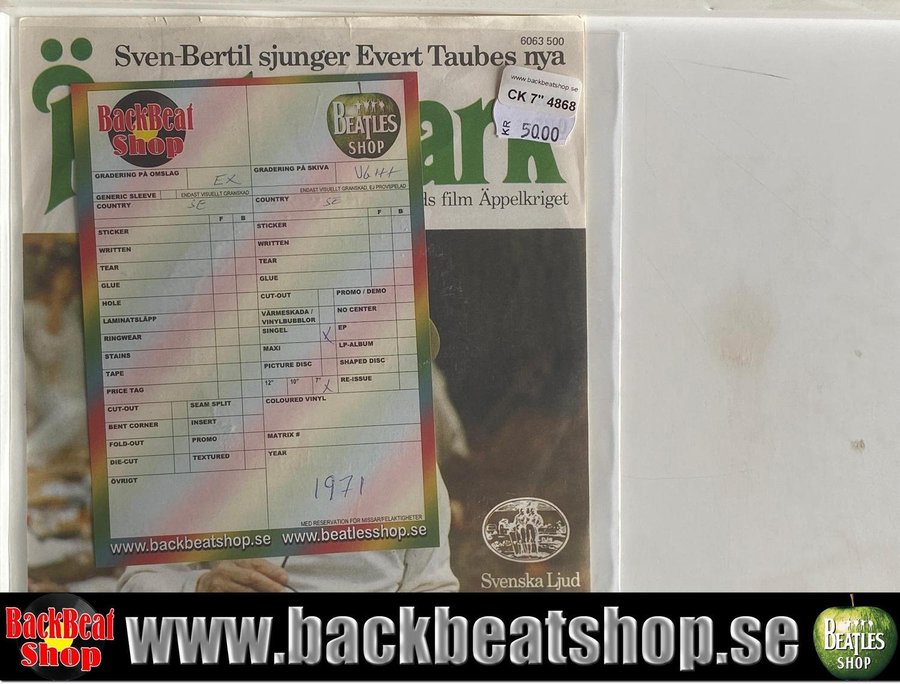 Sven-Bertil sjunger Evert Taubes nya
6063 500
www.backbeatshop.se
CK 7" 4868
KR 50.00
ark
ds film Äppelkriget
BackBeat Shop
BEATLES SHOP
GRADERING PÅ OMSLAG EX
GRADERING PÅ SKIVA VG++
GENERIC SLEEVE
ENDAST VISUELLT GRANSKAD
ENDAST VISUELLT GRANSKAD, Ej PROVSPELAD
COUNTRY SE
COUNTRY SE
F B
F B
STICKER
WRITTEN
TEAR
GLUE
HOLE
LAMINATSLÄPP
RINGWEAR
STAINS
TAPE
PRICE TAG
CUT-OUT
SEAM SPLIT
BENT CORNER
INSERT
FOLD-OUT
PROMO
DIE-CUT
TEXTURED
ÖVRIGT
STICKER
WRITTEN
TEAR
GLUE
CUT-OUT
PROMO / DEMO
VÄRMESKADA /
VINYLBUBBLOR
NO CENTER
SINGEL X
EP
MAXI
LP-ALBUM
PICTURE DISC
SHAPED DISC
12" 10" 7" X
RE-ISSUE
COLOURED VINYL
MATRIX #
YEAR
1971
MED RESERVATION FÖR MISSAR/FELAKTIGHETER
www.backbeatshop.se www.beatlesshop.se
Svenska Ljud
BackBeat Shop
www.backbeatshop.se
BEATLES SHOP